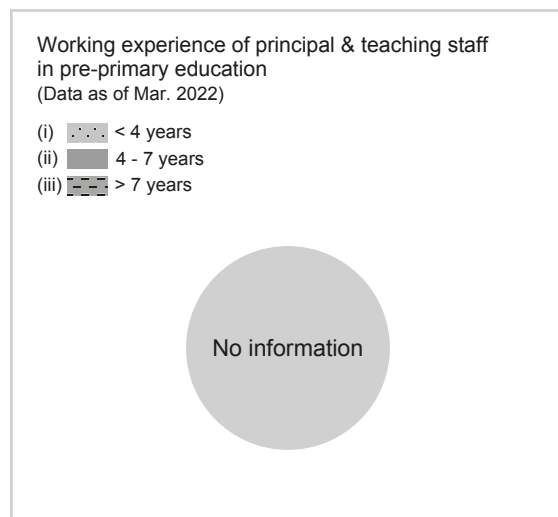 Working experience of principal & teaching staff
in pre-primary education
(Data as of Mar. 2022)
(i) < 4 years
(ii) 4 - 7 years
(iii) > 7 years
No information